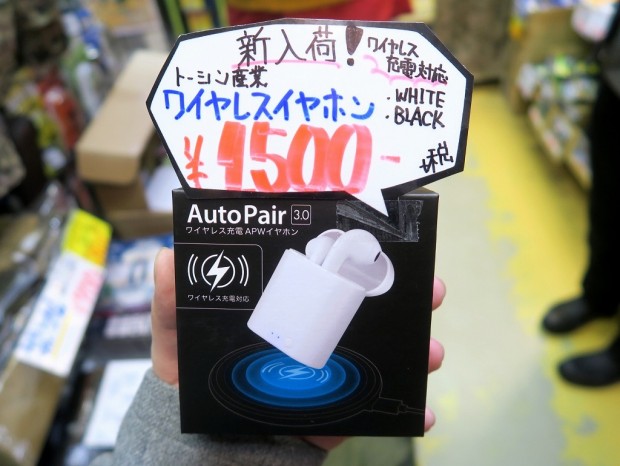 新入荷!
ワイヤレス
充電対応
トーシン産業
ワイヤレスイヤホン
・WHITE
・BLACK
¥1500-
+税
AutoPair 3.0
ワイヤレス充電 APWイヤホン
ワイヤレス充電対応